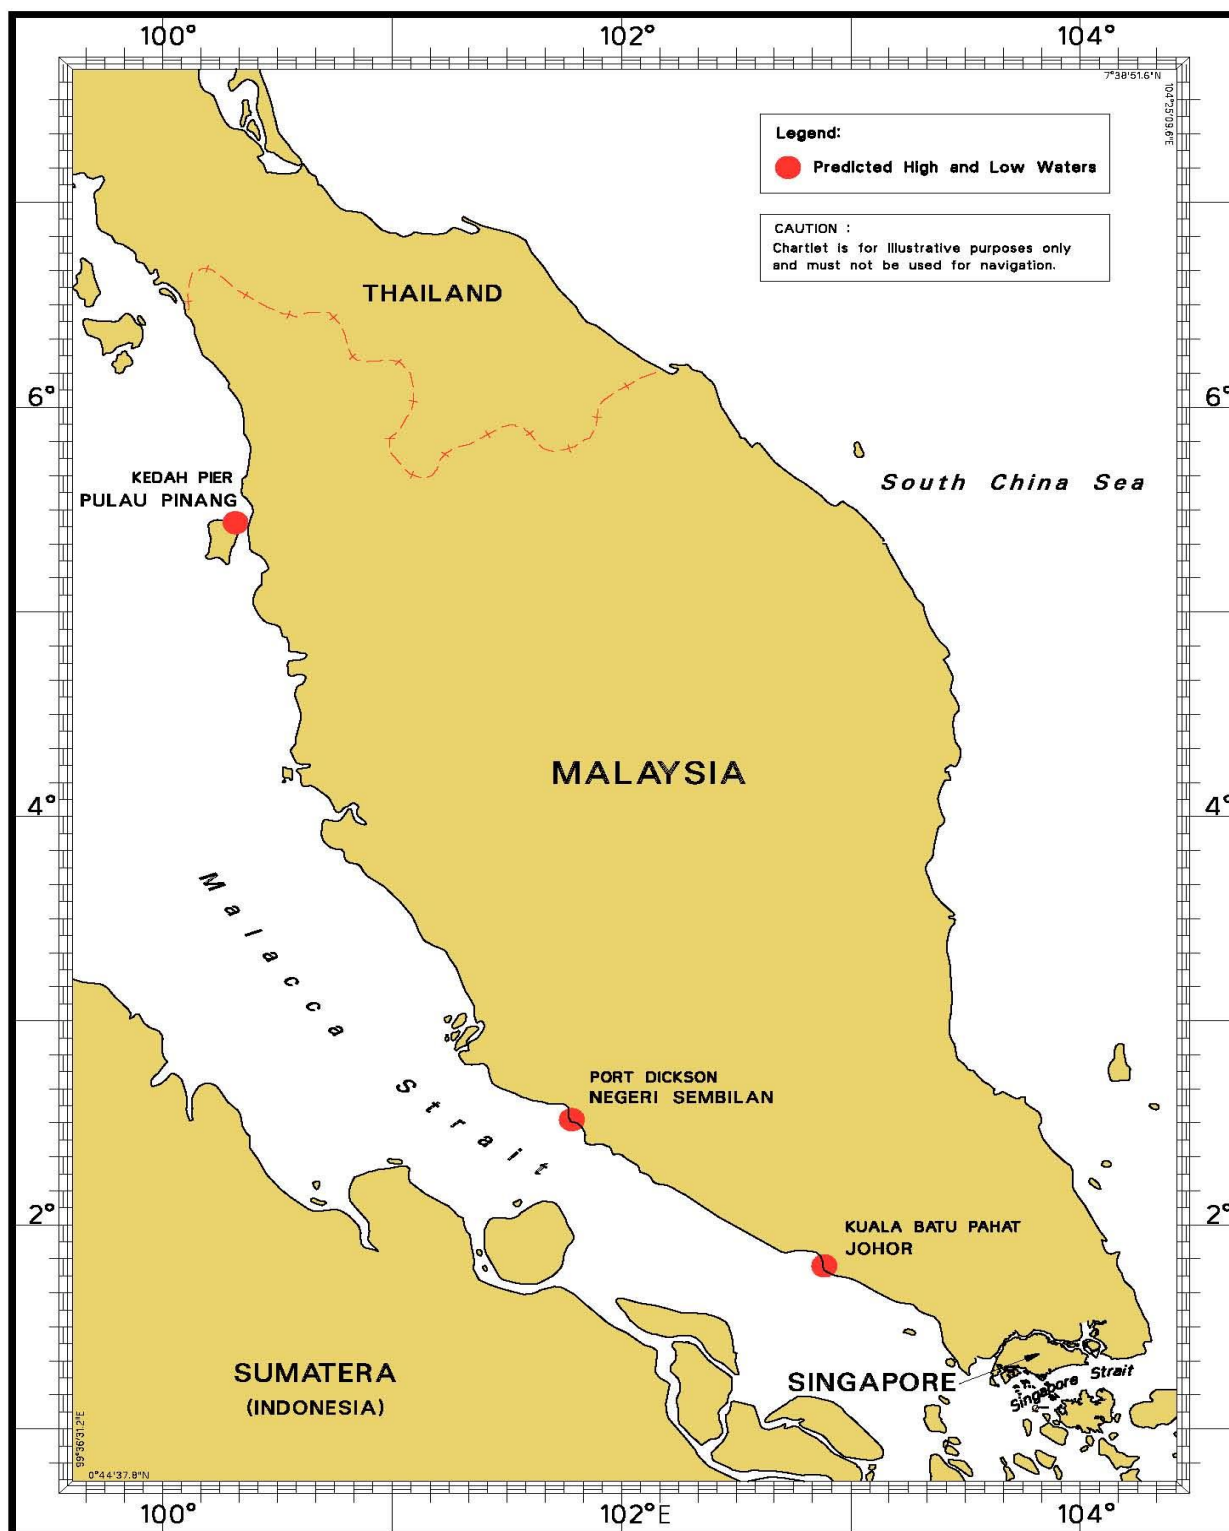 100° 102° 104°
7°38'51.6"N
104°25'09.6"E
Legend:
Predicted High and Low Waters
CAUTION :
Chartlet is for illustrative purposes only
and must not be used for navigation.
THAILAND
6° 6°
KEDAH PIER
PULAU PINANG
South China Sea
MALAYSIA
4° 4°
Malacca Strait
PORT DICKSON
NEGERI SEMBILAN
2° 2°
KUALA BATU PAHAT
JOHOR
SUMATERA
(INDONESIA)
SINGAPORE
Singapore Strait
99°36'31.2"E
0°44'37.8"N
100° 102°E 104°